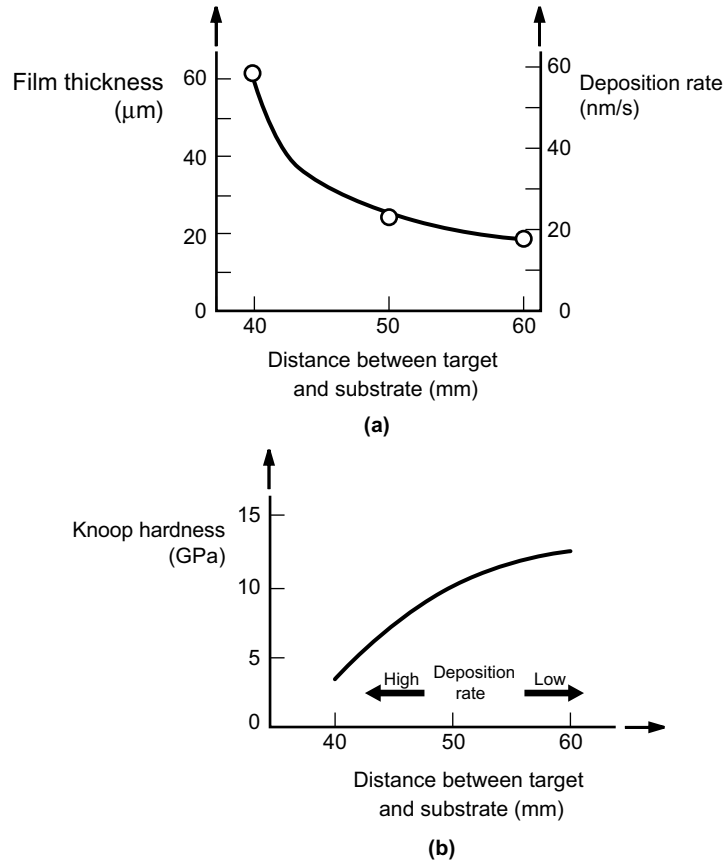 Film thickness
(μm)
60
40
20
0
60
40
20
0
Deposition rate
(nm/s)
40 50 60
Distance between target
and substrate (mm)
(a)
Knoop hardness
(GPa)
15
10
5
0
High Deposition Low
rate
40 50 60
Distance between target
and substrate (mm)
(b)